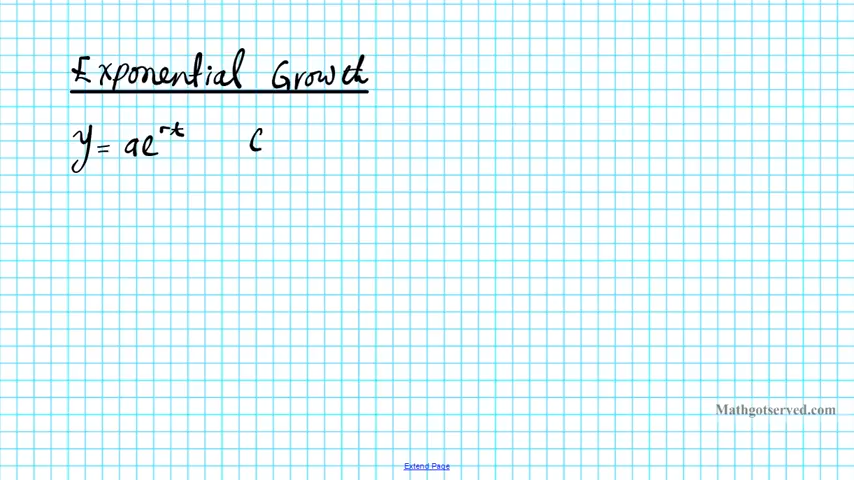 Exponential Growth
y = ae^rt C
Mathgotserved.com
Extend Page